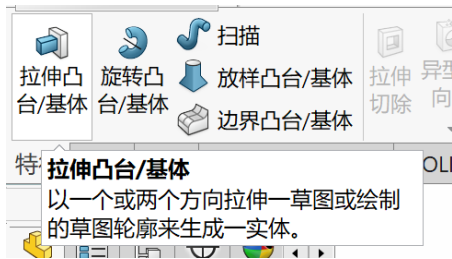 扫描
拉伸凸
台/基体
旋转凸
台/基体
放样凸台/基体
边界凸台/基体
拉伸
切除
异型
向
特
拉伸凸台/基体
以一个或两个方向拉伸一草图或绘制
的草图轮廓来生成一实体。
OL